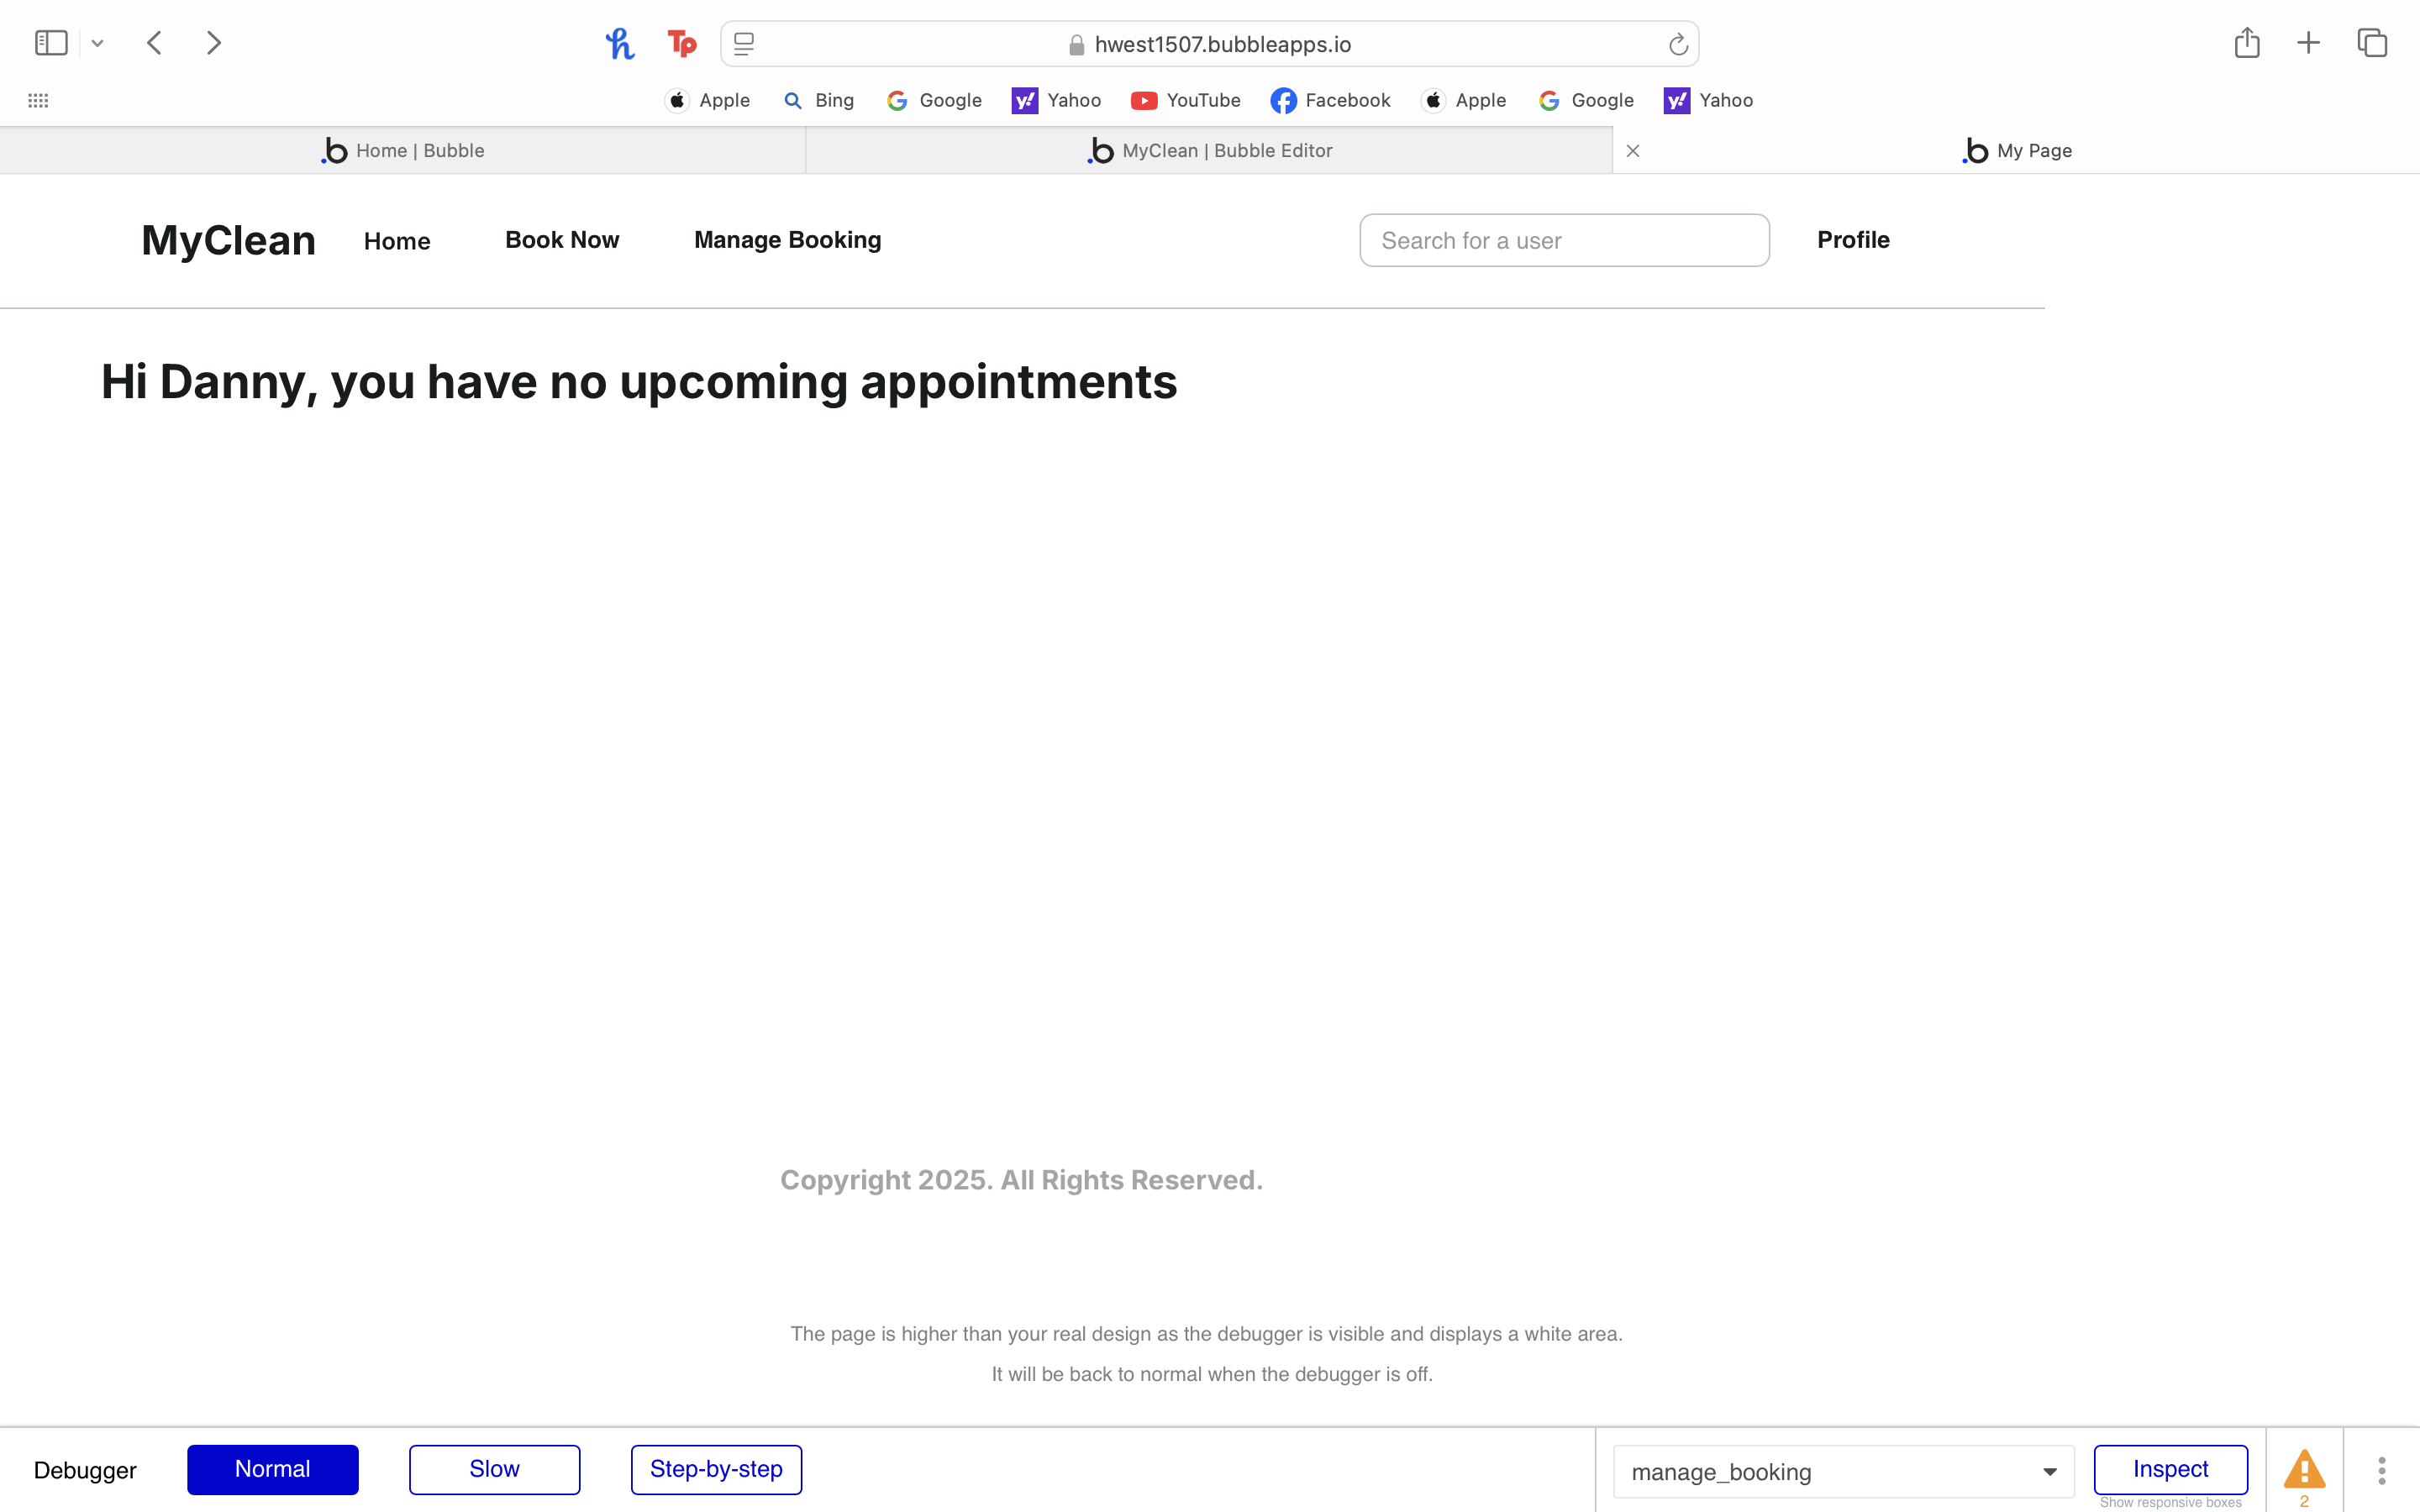 hwest1507.bubbleapps.io
Apple Bing Google Yahoo YouTube Facebook Apple Google Yahoo
Home | Bubble MyClean | Bubble Editor My Page
MyClean Home Book Now Manage Booking Search for a user Profile
Hi Danny, you have no upcoming appointments
Copyright 2025. All Rights Reserved.
The page is higher than your real design as the debugger is visible and displays a white area.
It will be back to normal when the debugger is off.
Debugger Normal Slow Step-by-step manage_booking Inspect
Show responsive boxes 2